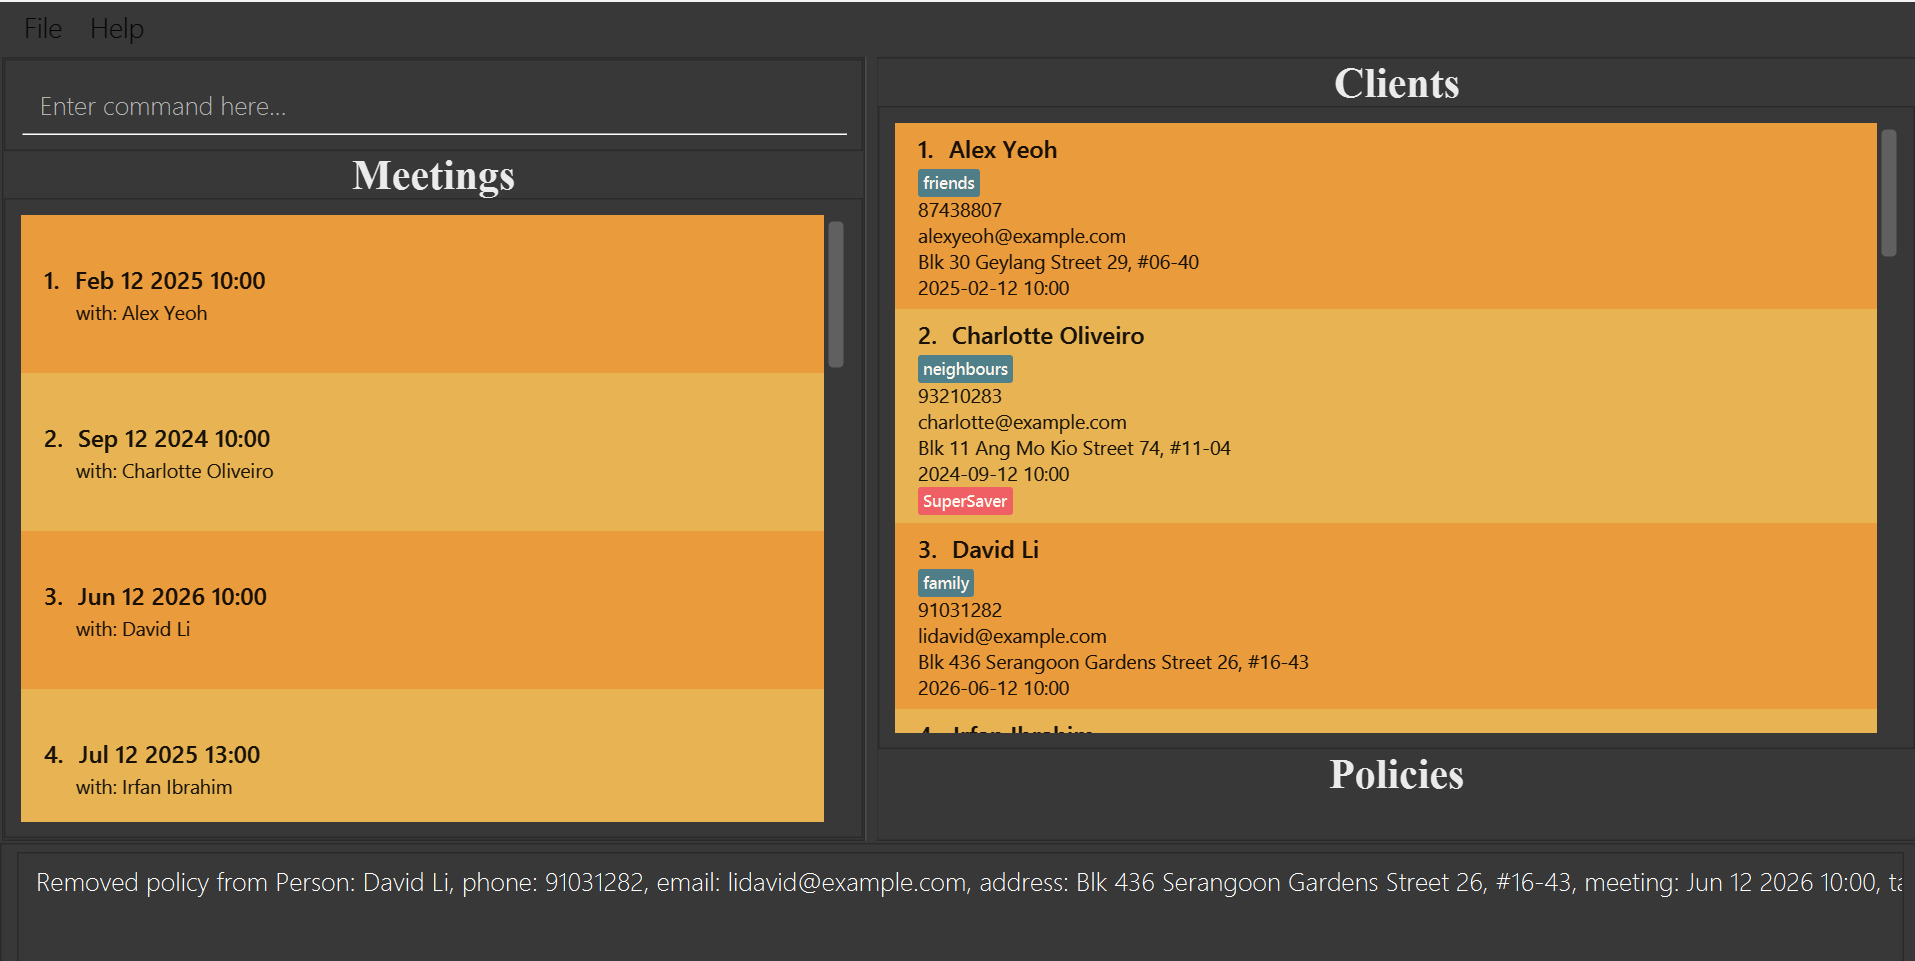 File Help
Enter command here...
Meetings
1. Feb 12 2025 10:00
with: Alex Yeoh
2. Sep 12 2024 10:00
with: Charlotte Oliveiro
3. Jun 12 2026 10:00
with: David Li
4. Jul 12 2025 13:00
with: Irfan Ibrahim
Clients
1. Alex Yeoh
friends
87438807
alexyeoh@example.com
Blk 30 Geylang Street 29, #06-40
2025-02-12 10:00
2. Charlotte Oliveiro
neighbours
93210283
charlotte@example.com
Blk 11 Ang Mo Kio Street 74, #11-04
2024-09-12 10:00
SuperSaver
3. David Li
family
91031282
lidavid@example.com
Blk 436 Serangoon Gardens Street 26, #16-43
2026-06-12 10:00
4. Irfan Ibrahim
Policies
Removed policy from Person: David Li, phone: 91031282, email: lidavid@example.com, address: Blk 436 Serangoon Gardens Street 26, #16-43, meeting: Jun 12 2026 10:00,